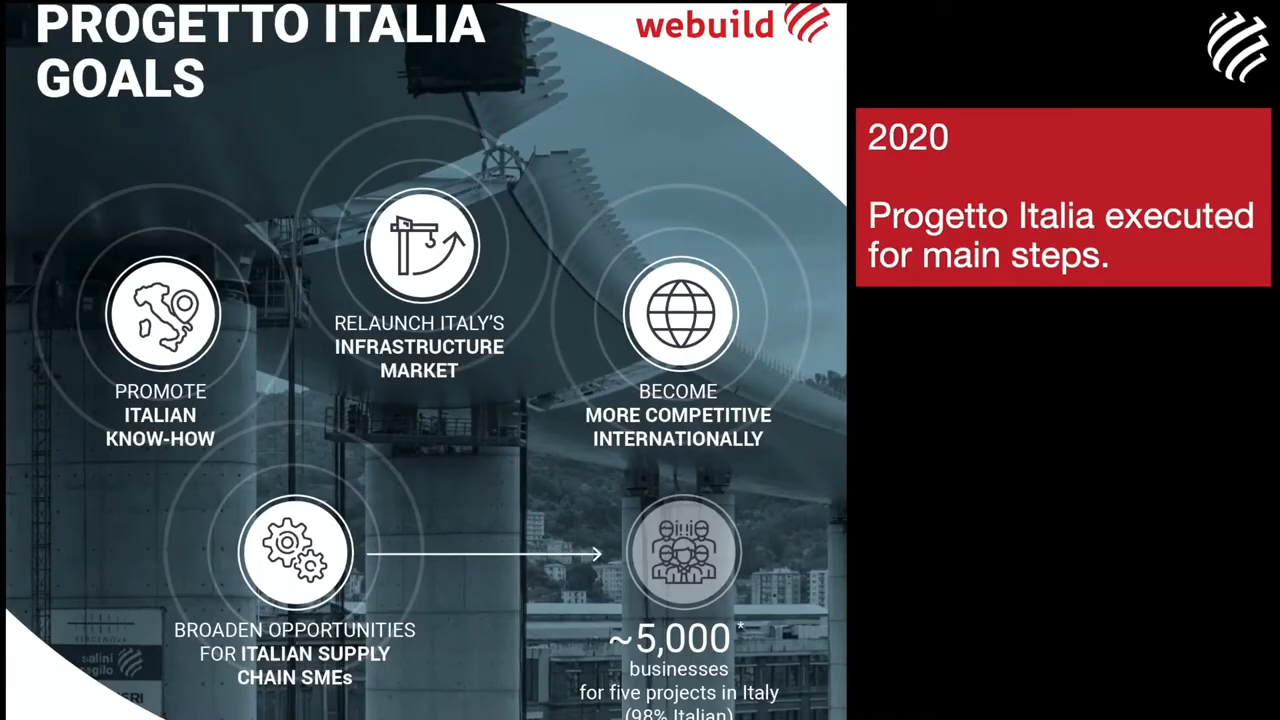 PROGETTO ITALIA
GOALS
webuild
2020
Progetto Italia executed
for main steps.
RELAUNCH ITALY'S
INFRASTRUCTURE
MARKET
PROMOTE
ITALIAN
KNOW-HOW
BECOME
MORE COMPETITIVE
INTERNATIONALLY
BROADEN OPPORTUNITIES
FOR ITALIAN SUPPLY
CHAIN SMEs
~5,000*
businesses
for five projects in Italy
(98% Italian)